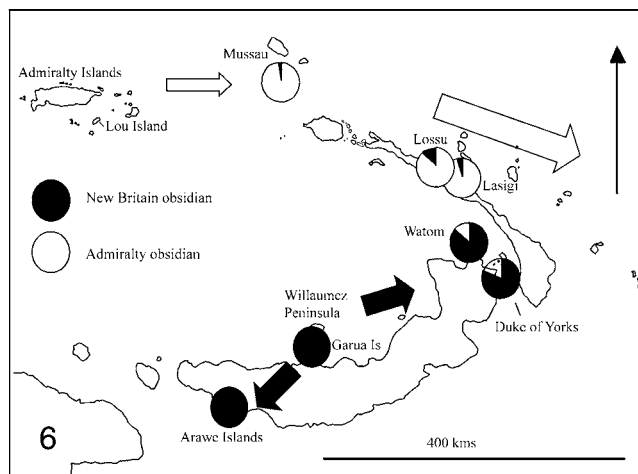 Mussau
Admiralty Islands
Lou Island
Lossu
Lasigi
New Britain obsidian
Admiralty obsidian
Watom
Willaumez
Peninsula
Duke of Yorks
Garua Is
Arawe Islands
6
400 kms